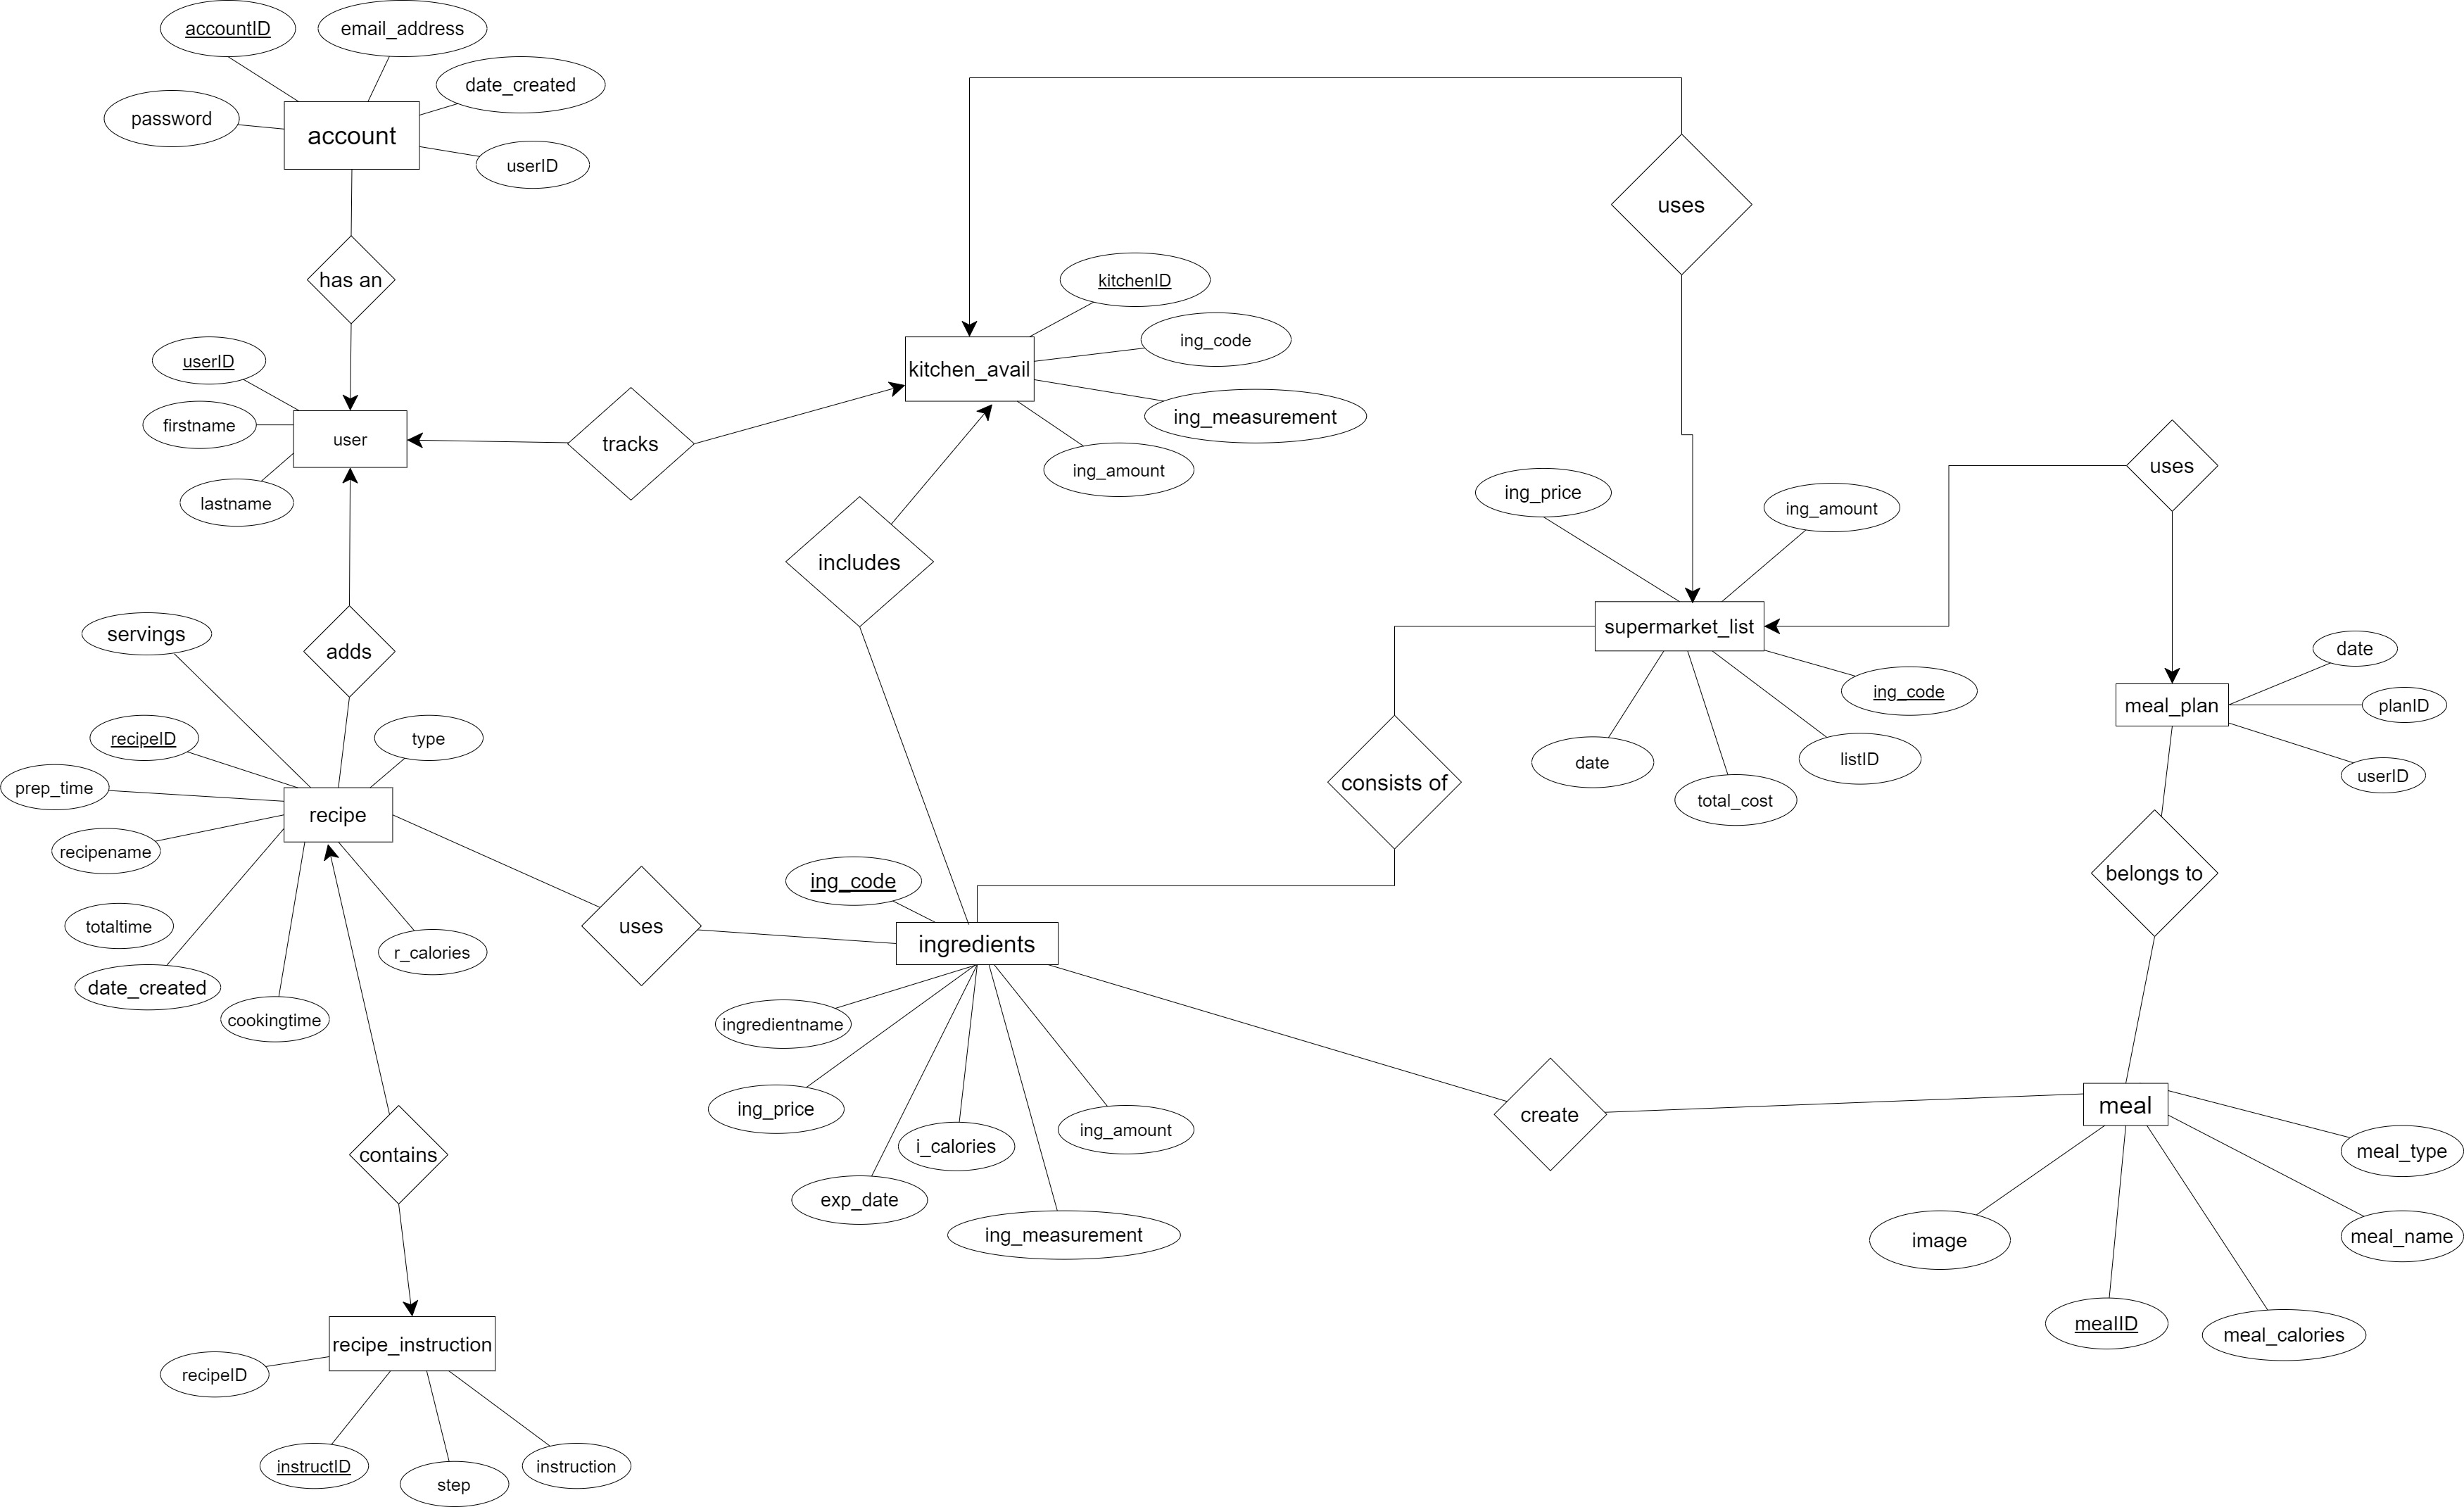 accountID
email_address
date_created
password
account
userID
has an
userID
firstname
user
lastname
tracks
kitchen_avail
kitchenID
ing_code
ing_measurement
ing_amount
uses
includes
ing_price
ing_amount
uses
supermarket_list
ing_code
date
total_cost
listID
meal_plan
date
planID
userID
adds
servings
recipeID
type
prep_time
recipe
recipename
totaltime
date_created
cookingtime
r_calories
uses
consists of
belongs to
ing_code
ingredients
ingredientname
ing_price
i_calories
exp_date
ing_amount
ing_measurement
create
meal
meal_type
meal_name
image
mealID
meal_calories
contains
recipe_instruction
recipeID
instructID
step
instruction